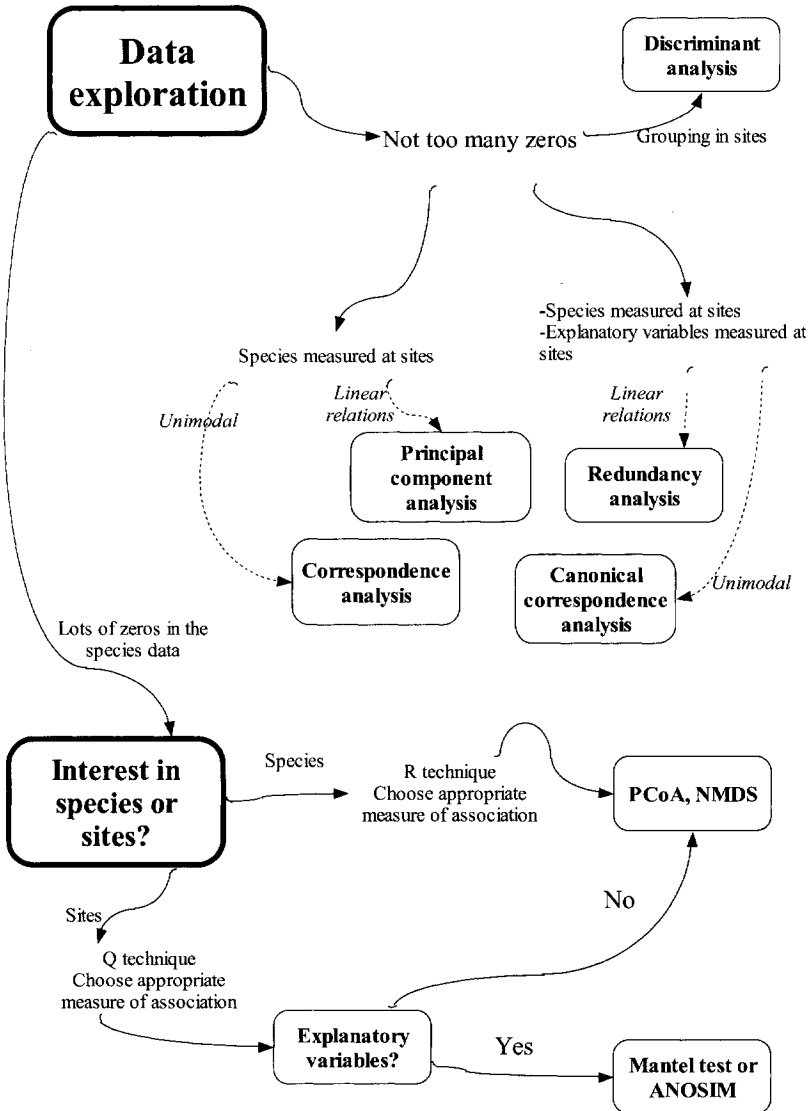 Data
exploration
Discriminant
analysis
Not too many zeros
Grouping in sites
-Species measured at sites
-Explanatory variables measured at
sites
Species measured at sites
Unimodal
Linear
relations
Linear
relations
Principal
component
analysis
Redundancy
analysis
Correspondence
analysis
Canonical
correspondence
analysis
Unimodal
Lots of zeros in the
species data
Interest in
species or
sites?
Species
R technique
Choose appropriate
measure of association
PCoA, NMDS
Sites
No
Q technique
Choose appropriate
measure of association
Explanatory
variables?
Yes
Mantel test or
ANOSIM